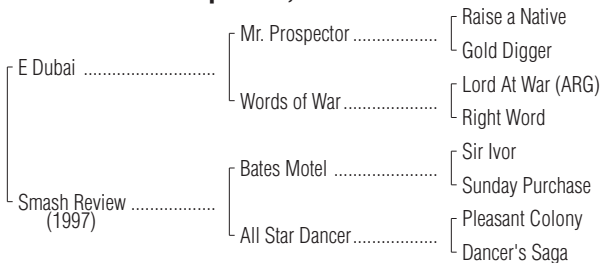 Raise a Native
Mr. Prospector ..................
Gold Digger
E Dubai ............................
Lord At War (ARG)
Words of War....................
Right Word
Sir Ivor
Bates Motel ......................
Sunday Purchase
Smash Review ..................
(1997)
Pleasant Colony
All Star Dancer..................
Dancer's Saga